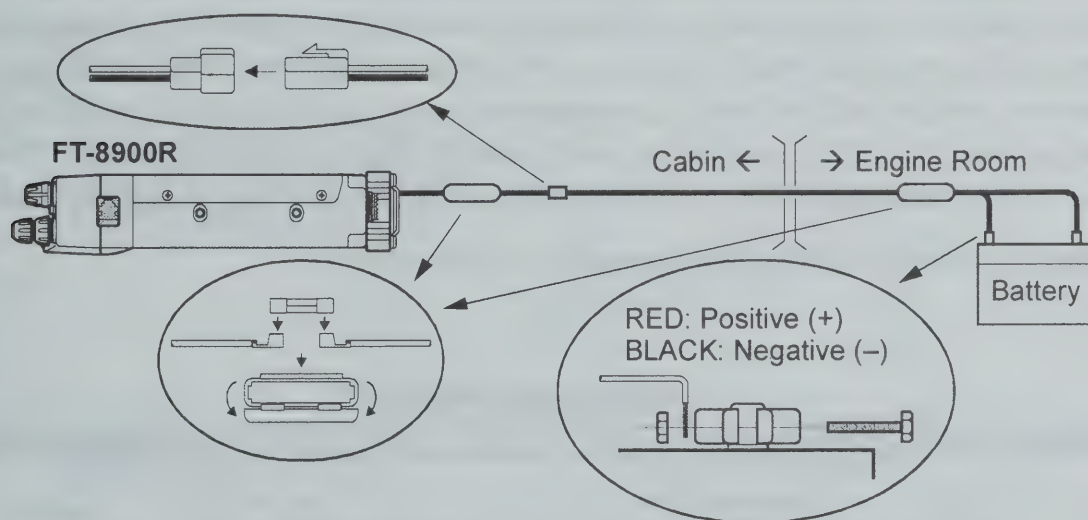 FT-8900R
Cabin ← → Engine Room
Battery
RED: Positive (+)
BLACK: Negative (–)